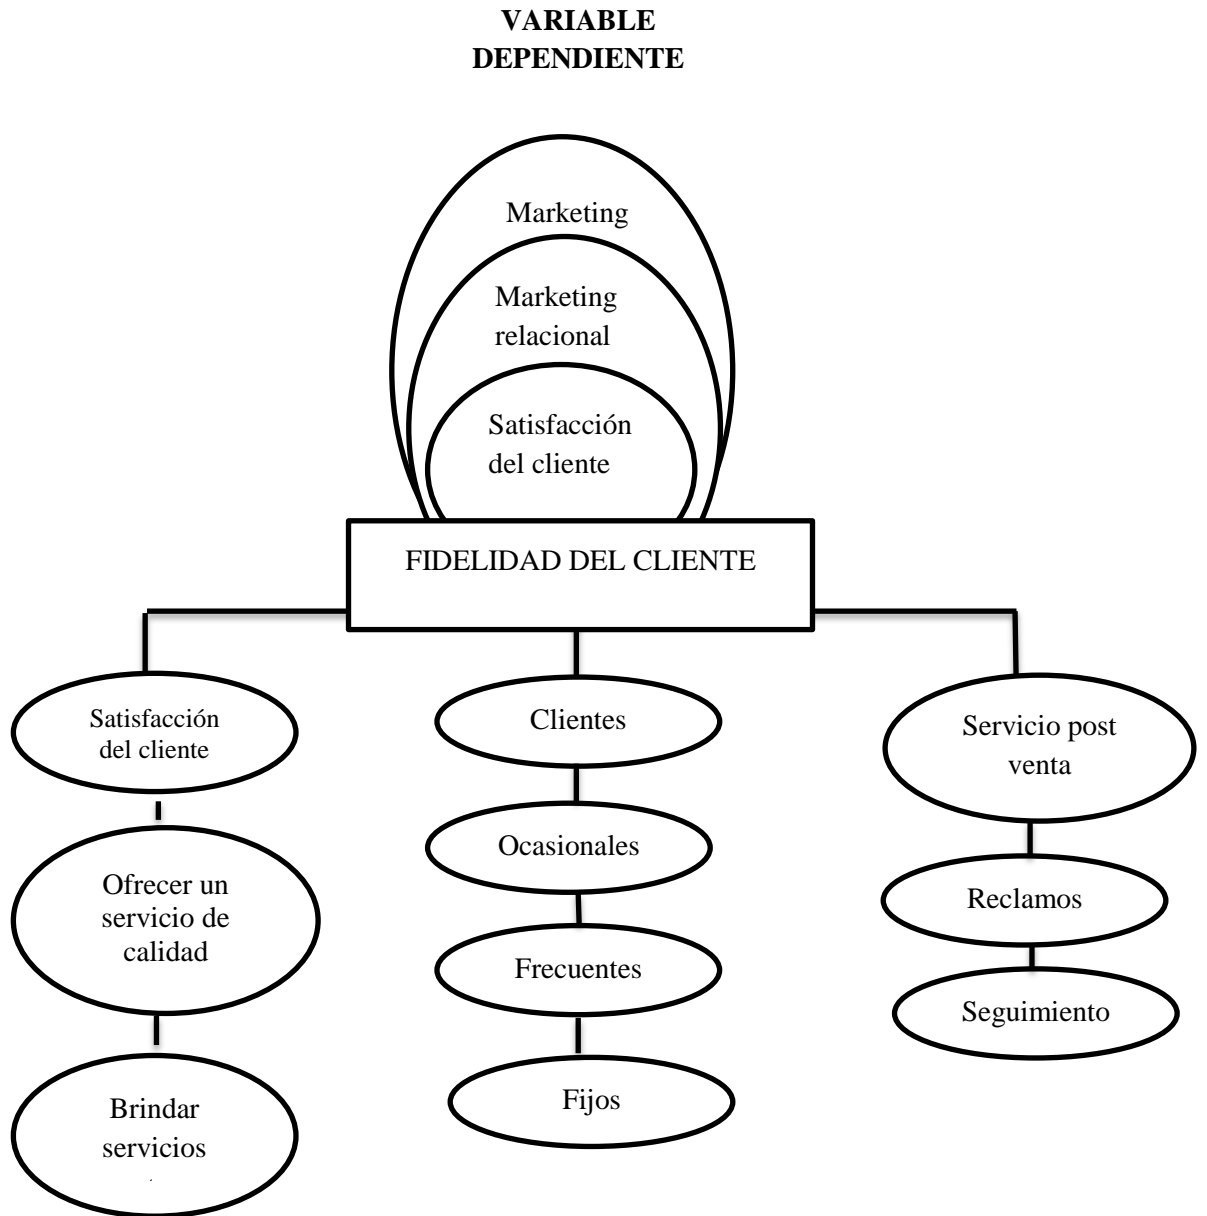 VARIABLE
DEPENDIENTE
Marketing
Marketing
relacional
Satisfacción
del cliente
FIDELIDAD DEL CLIENTE
Satisfacción
del cliente
Ofrecer un
servicio de
calidad
Brindar
servicios
.
Clientes
Ocasionales
Frecuentes
Fijos
Servicio post
venta
Reclamos
Seguimiento